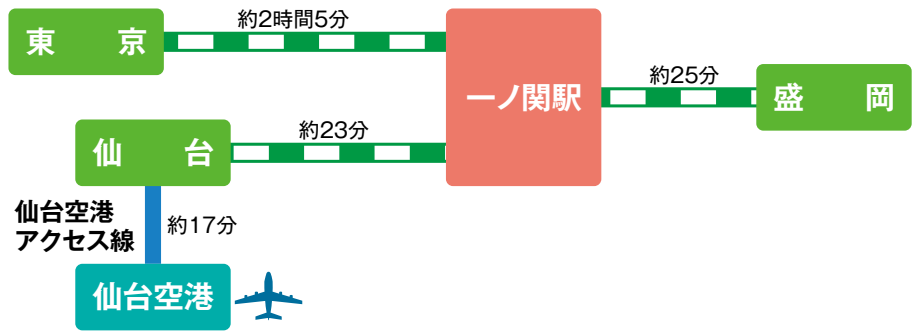 約2時間5分
東　京
一ノ関駅
約25分
盛　岡
約23分
仙　台
仙台空港
アクセス線
約17分
仙台空港